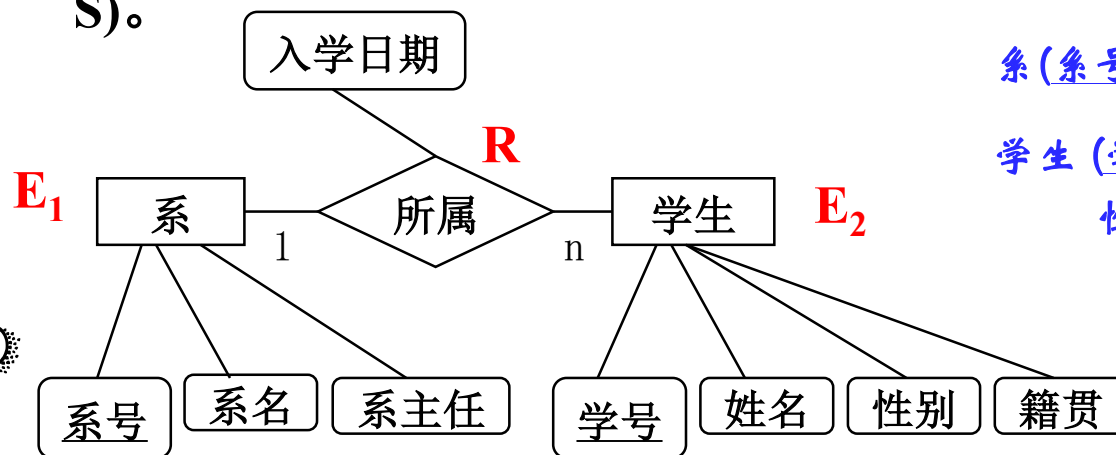 S)。
入学日期
系(系号
R
学生(
E1
系
所属
学生
E2
1
n
系号
系名
系主任
学号
姓名
性别
籍贯